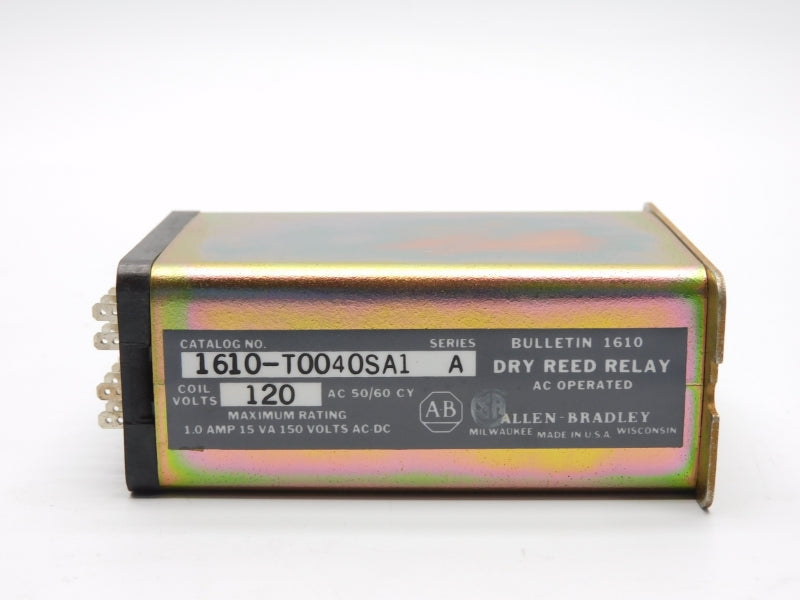 CATALOG NO. SERIES BULLETIN 1610
1610-T0040SA1 A DRY REED RELAY
COIL VOLTS 120 AC 50/60 CY AC OPERATED
MAXIMUM RATING
1.0 AMP 15 VA 150 VOLTS AC-DC
A-B SA ALLEN-BRADLEY
MILWAUKEE MADE IN U.S.A. WISCONSIN